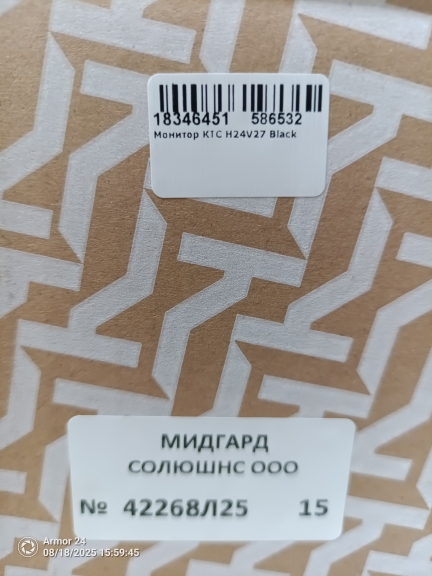 18346451 586532
Монитор KTC H24V27 Black
МИДГАРД
СОЛЮШНС ООО
№ 42268Л25 15
Armor 24
08/18/2025 15:59:45